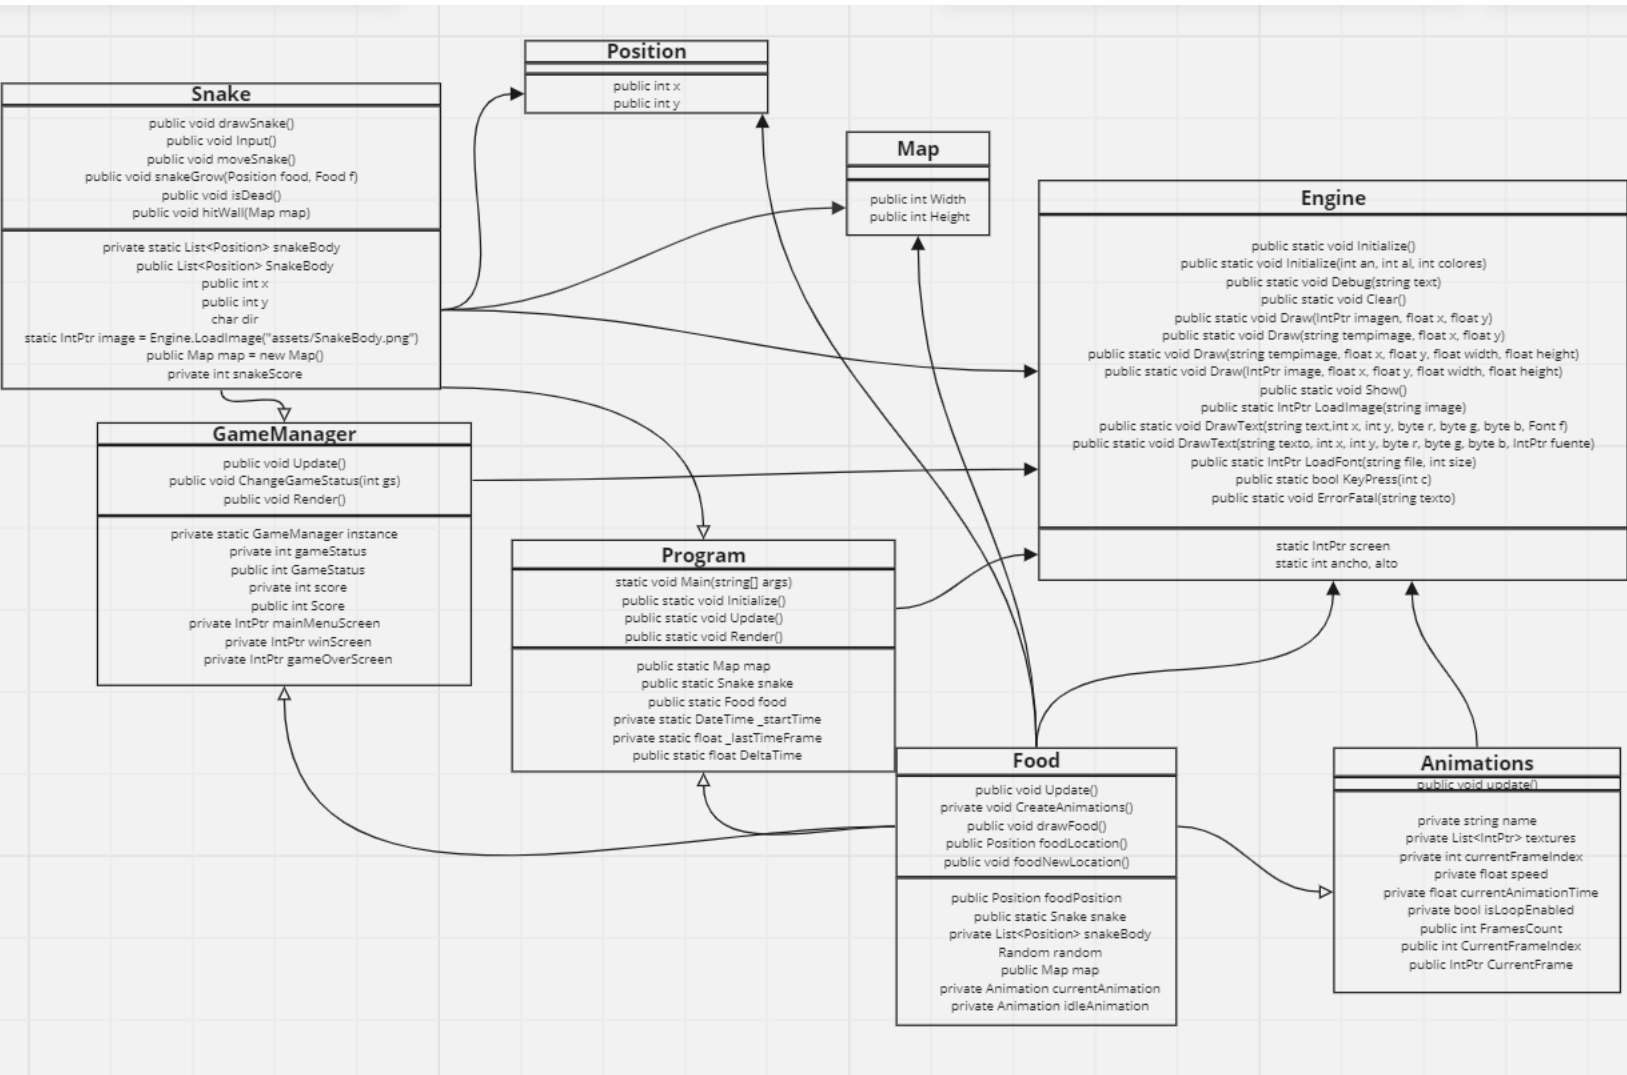 Position
public int x
public int y
Snake
public void drawSnake()
public void Input()
public void moveSnake()
public void snakeGrow(Position food, Food f)
public void isDead()
public void hitWall(Map map)
private static List<Position> snakeBody
public List<Position> SnakeBody
public int x
public int y
char dir
static IntPtr image = Engine.LoadImage("assets/SnakeBody.png")
public Map map = new Map()
private int snakeScore
Map
public int Width
public int Height
Engine
public static void Initialize()
public static void Initialize(int an, int al, int colores)
public static void Debug(string text)
public static void Clear()
public static void Draw(IntPtr imagen, float x, float y)
public static void Draw(string tempimage, float x, float y)
public static void Draw(string tempimage, float x, float y, float width, float height)
public static void Draw(IntPtr image, float x, float y, float width, float height)
public static void Show()
public static IntPtr LoadImage(string image)
public static void DrawText(string text,int x, int y, byte r, byte g, byte b, Font f)
public static void DrawText(string texto, int x, int y, byte r, byte g, byte b, IntPtr fuente)
public static IntPtr LoadFont(string file, int size)
public static bool KeyPress(int c)
public static void ErrorFatal(string texto)
static IntPtr screen
static int ancho, alto
GameManager
public void Update()
public void ChangeGameStatus(int gs)
public void Render()
private static GameManager instance
private int gameStatus
public int GameStatus
private int score
public int Score
private IntPtr mainMenuScreen
private IntPtr winScreen
private IntPtr gameOverScreen
Program
static void Main(string[] args)
public static void Initialize()
public static void Update()
public static void Render()
public static Map map
public static Snake snake
public static Food food
private static DateTime _startTime
private static float _lastTimeFrame
public static float DeltaTime
Food
public void Update()
private void CreateAnimations()
public void drawFood()
public Position foodLocation()
public void foodNewLocation()
public Position foodPosition
public static Snake snake
private List<Position> snakeBody
Random random
public Map map
private Animation currentAnimation
private Animation idleAnimation
Animations
public void update()
private string name
private List<IntPtr> textures
private int currentFrameIndex
private float speed
private float currentAnimationTime
private bool isLoopEnabled
public int FramesCount
public int CurrentFrameIndex
public IntPtr CurrentFrame